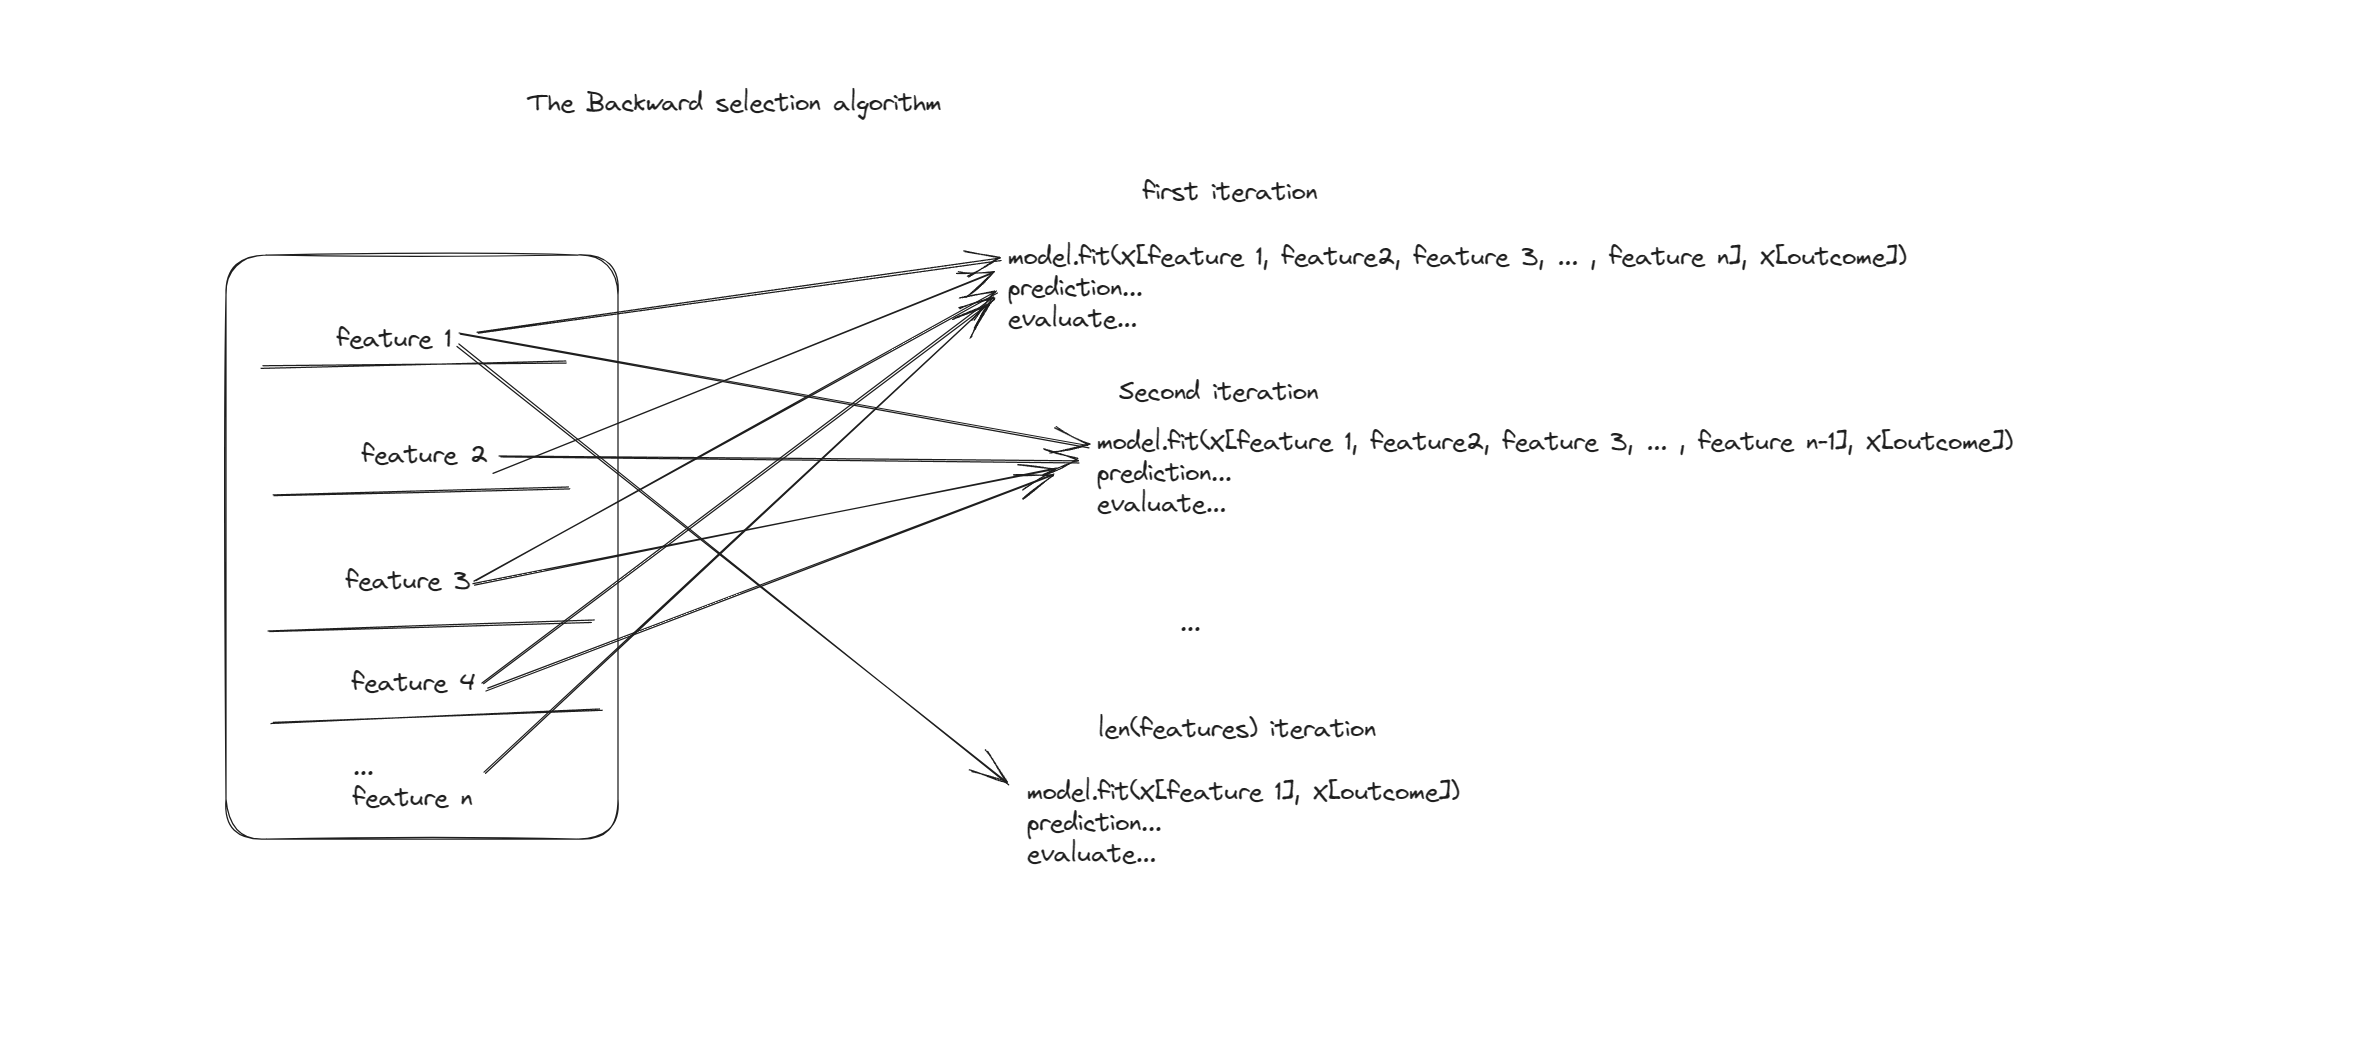 The Backward selection algorithm
feature 1
feature 2
feature 3
feature 4
...
feature n
first iteration
model.fit(x[feature 1, feature2, feature 3, ... , feature n], x[outcome])
prediction...
evaluate...
Second iteration
model.fit(x[feature 1, feature2, feature 3, ... , feature n-1], x[outcome])
prediction...
evaluate...
...
len(features) iteration
model.fit(x[feature 1], x[outcome])
prediction...
evaluate...